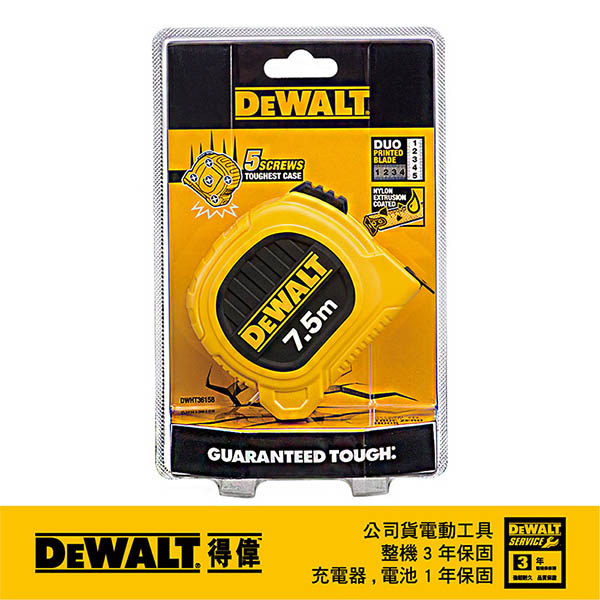 DEWALT
5 SCREWS
TOUGHEST CASE
DUO
PRINTED
BLADE
1 2 3 4
1
2
3
4
5
NYLON
EXTRUSION
COATED
DEWALT
7.5m
DWHT36158
GUARANTEED TOUGH.
DEWALT 得偉
公司貨電動工具
整機 3 年保固
充電器 , 電池 1 年保固
DEWALT
SERVICE
3 年